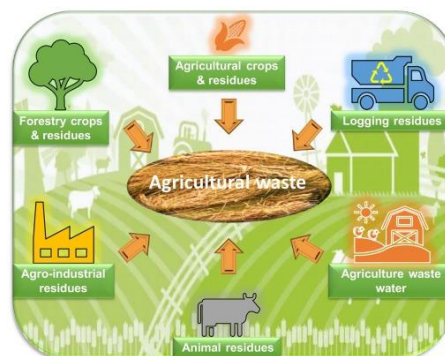 Agricultural crops
& residues
Forestry crops
& residues
Logging residues
Agricultural waste
Agro-industrial
residues
Agriculture waste
water
Animal residues